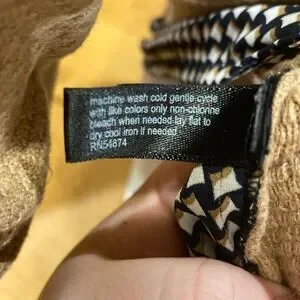 machine wash cold gentle cycle
with like colors only non-chlorine
bleach when needed lay flat to
dry cool iron if needed
RN54874